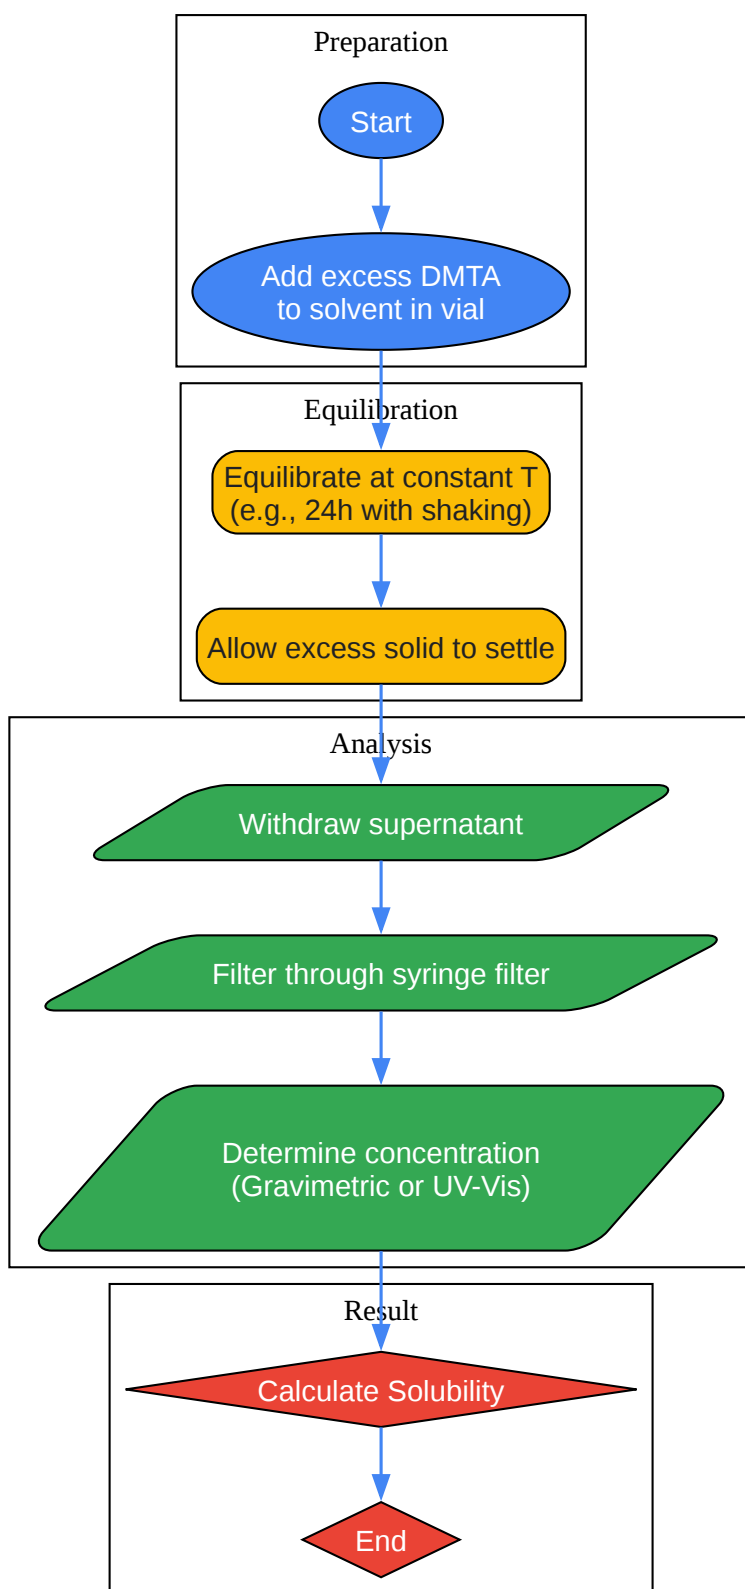 Preparation
Start
Add excess DMTA
to solvent in vial
Equilibration
Equilibrate at constant T
(e.g., 24h with shaking)
Allow excess solid to settle
Analysis
Withdraw supernatant
Filter through syringe filter
Determine concentration
(Gravimetric or UV-Vis)
Result
Calculate Solubility
End